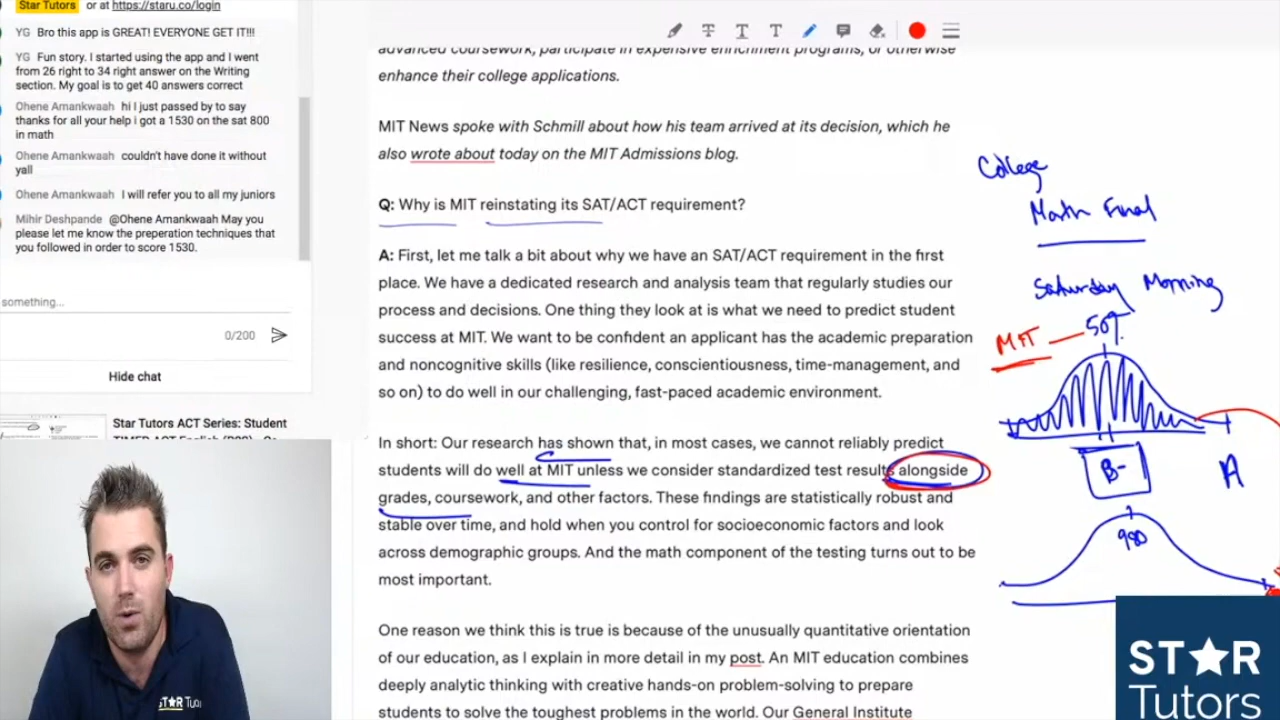 Star Tutors or at https://staru.co/login
YG Bro this app is GREAT! EVERYONE GET IT!!!
YG Fun story. I started using the app and I went
from 26 right to 34 right answer on the Writing
section. My goal is to get 40 answers correct
Ohene Amankwaah hi I just passed by to say
thanks for all your help i got a 1530 on the sat 800
in math
Ohene Amankwaah couldn't have done it without
yall
Ohene Amankwaah I will refer you to all my juniors
Mihir Deshpande @Ohene Amankwaah May you
please let me know the preperation techniques that
you followed in order to score 1530.
something...
0/200
Hide chat
Star Tutors ACT Series: Student
advanced coursework, participate in expensive enrichment programs, or otherwise
enhance their college applications.
MIT News spoke with Schmill about how his team arrived at its decision, which he
also wrote about today on the MIT Admissions blog.
Q: Why is MIT reinstating its SAT/ACT requirement?
A: First, let me talk a bit about why we have an SAT/ACT requirement in the first
place. We have a dedicated research and analysis team that regularly studies our
process and decisions. One thing they look at is what we need to predict student
success at MIT. We want to be confident an applicant has the academic preparation
and noncognitive skills (like resilience, conscientiousness, time-management, and
so on) to do well in our challenging, fast-paced academic environment.
In short: Our research has shown that, in most cases, we cannot reliably predict
students will do well at MIT unless we consider standardized test results alongside
grades, coursework, and other factors. These findings are statistically robust and
stable over time, and hold when you control for socioeconomic factors and look
across demographic groups. And the math component of the testing turns out to be
most important.
One reason we think this is true is because of the unusually quantitative orientation
of our education, as I explain in more detail in my post. An MIT education combines
deeply analytic thinking with creative hands-on problem-solving to prepare
students to solve the toughest problems in the world. Our General Institute
College
Math Final
Saturday Morning
MIT
B-
A
980
ST★R
Tutors